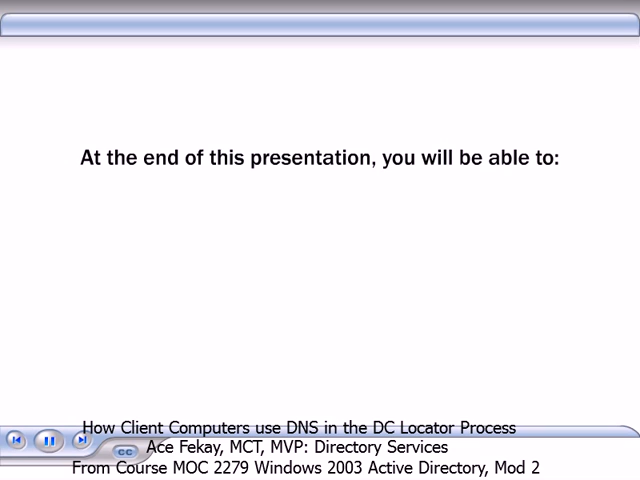 At the end of this presentation, you will be able to:
How Client Computers use DNS in the DC Locator Process
Ace Fekay, MCT, MVP: Directory Services
CC
From Course MOC 2279 Windows 2003 Active Directory, Mod 2